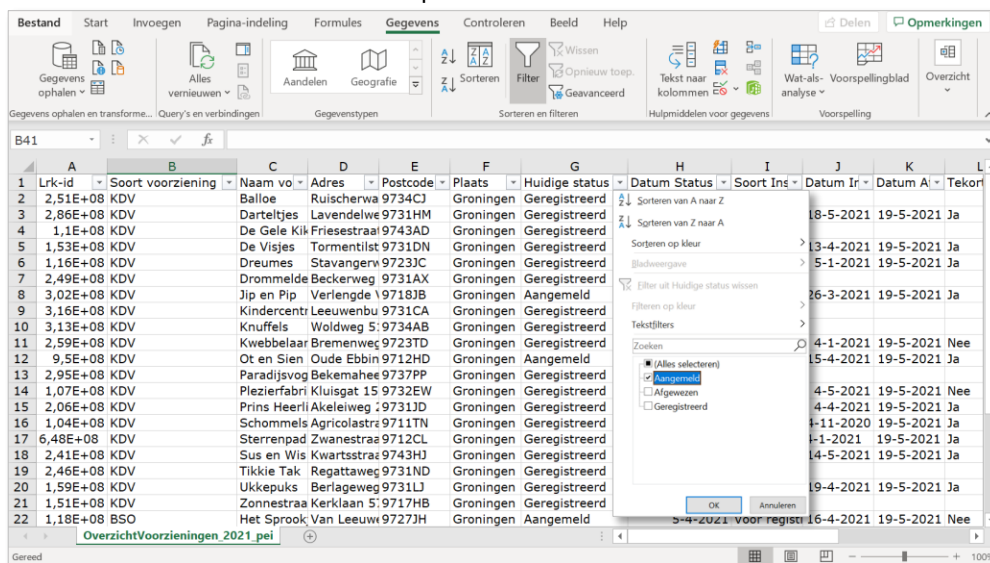 Bestand Start Invoegen Pagina-indeling Formules Gegevens Controleren Beeld Help Delen Opmerkingen
Gegevens ophalen Alles vernieuwen Aandelen Geografie Sorteren Filter Wissen Opnieuw toep. Geavanceerd Tekst naar kolommen Wat-als-analyse Voorspellingblad Overzicht
Gegevens ophalen en transforme... Query's en verbindingen Gegevenstypen Sorteren en filteren Hulpmiddelen voor gegevens Voorspelling
B41 fx
A B C D E F G H I J K L
1 Lrk-id Soort voorziening Naam vo Adres Postcode Plaats Huidige status Datum Status Soort Ins Datum Ir Datum A Tekort
2 2,51E+08 KDV Balloe Ruischerwa 9734CJ Groningen Geregistreerd
3 2,86E+08 KDV Darteltjes Lavendelwe 9731HM Groningen Geregistreerd 18-5-2021 19-5-2021 Ja
4 1,1E+08 KDV De Gele Kik Friesestraat 9743AD Groningen Geregistreerd
5 1,53E+08 KDV De Visjes Tormentilst 9731DN Groningen Geregistreerd 13-4-2021 19-5-2021 Ja
6 1,16E+08 KDV Dreumes Stavangerw 9723JC Groningen Geregistreerd 5-1-2021 19-5-2021 Ja
7 2,49E+08 KDV Drommelde Beckerweg 9731AX Groningen Geregistreerd
8 3,02E+08 KDV Jip en Pip Verlengde 9718JB Groningen Aangemeld 26-3-2021 19-5-2021 Ja
9 3,16E+08 KDV Kindercentr Leeuwenbu 9731CA Groningen Geregistreerd
10 3,13E+08 KDV Knuffels Woldweg 5 9734AB Groningen Geregistreerd
11 2,59E+08 KDV Kwebbelaar Bremenweg 9723TD Groningen Geregistreerd 4-1-2021 19-5-2021 Nee
12 9,5E+08 KDV Ot en Sien Oude Ebbin 9712HD Groningen Aangemeld 15-4-2021 19-5-2021 Ja
13 2,95E+08 KDV Paradijsvog Bekemahee 9737PP Groningen Geregistreerd
14 1,07E+08 KDV Plezierfabri Kluisgat 15 9732EW Groningen Geregistreerd 4-5-2021 19-5-2021 Nee
15 2,06E+08 KDV Prins Heerli Akeleiweg 9731JD Groningen Geregistreerd 4-4-2021 19-5-2021 Ja
16 1,04E+08 KDV Schommels Agricolastra 9711TN Groningen Geregistreerd 4-11-2020 19-5-2021 Ja
17 6,48E+08 KDV Sterrenpad Zwanestraa 9712CL Groningen Geregistreerd 4-1-2021 19-5-2021 Ja
18 2,41E+08 KDV Sus en Wis Kwartsstraa 9743HJ Groningen Geregistreerd 14-5-2021 19-5-2021 Ja
19 2,46E+08 KDV Tikkie Tak Regattaweg 9731ND Groningen Geregistreerd
20 1,59E+08 KDV Ukkepuks Berlageweg 9731LJ Groningen Geregistreerd 19-4-2021 19-5-2021 Ja
21 1,51E+08 KDV Zonnestraa Kerklaan 5 9717HB Groningen Geregistreerd
22 1,18E+08 BSO Het Sprook Van Leeuwe 9727JH Groningen Aangemeld 5-4-2021 Voor registi 16-4-2021 19-5-2021 Nee
Sorteren van A naar Z
Sorteren van Z naar A
Sorteren op kleur
Bladweergave
Filter uit Huidige status wissen
Filteren op kleur
Tekstfilters
Zoeken
(Alles selecteren)
Aangemeld
Afgewezen
Geregistreerd
OK Annuleren
OverzichtVoorzieningen_2021_pei
Gereed 100%